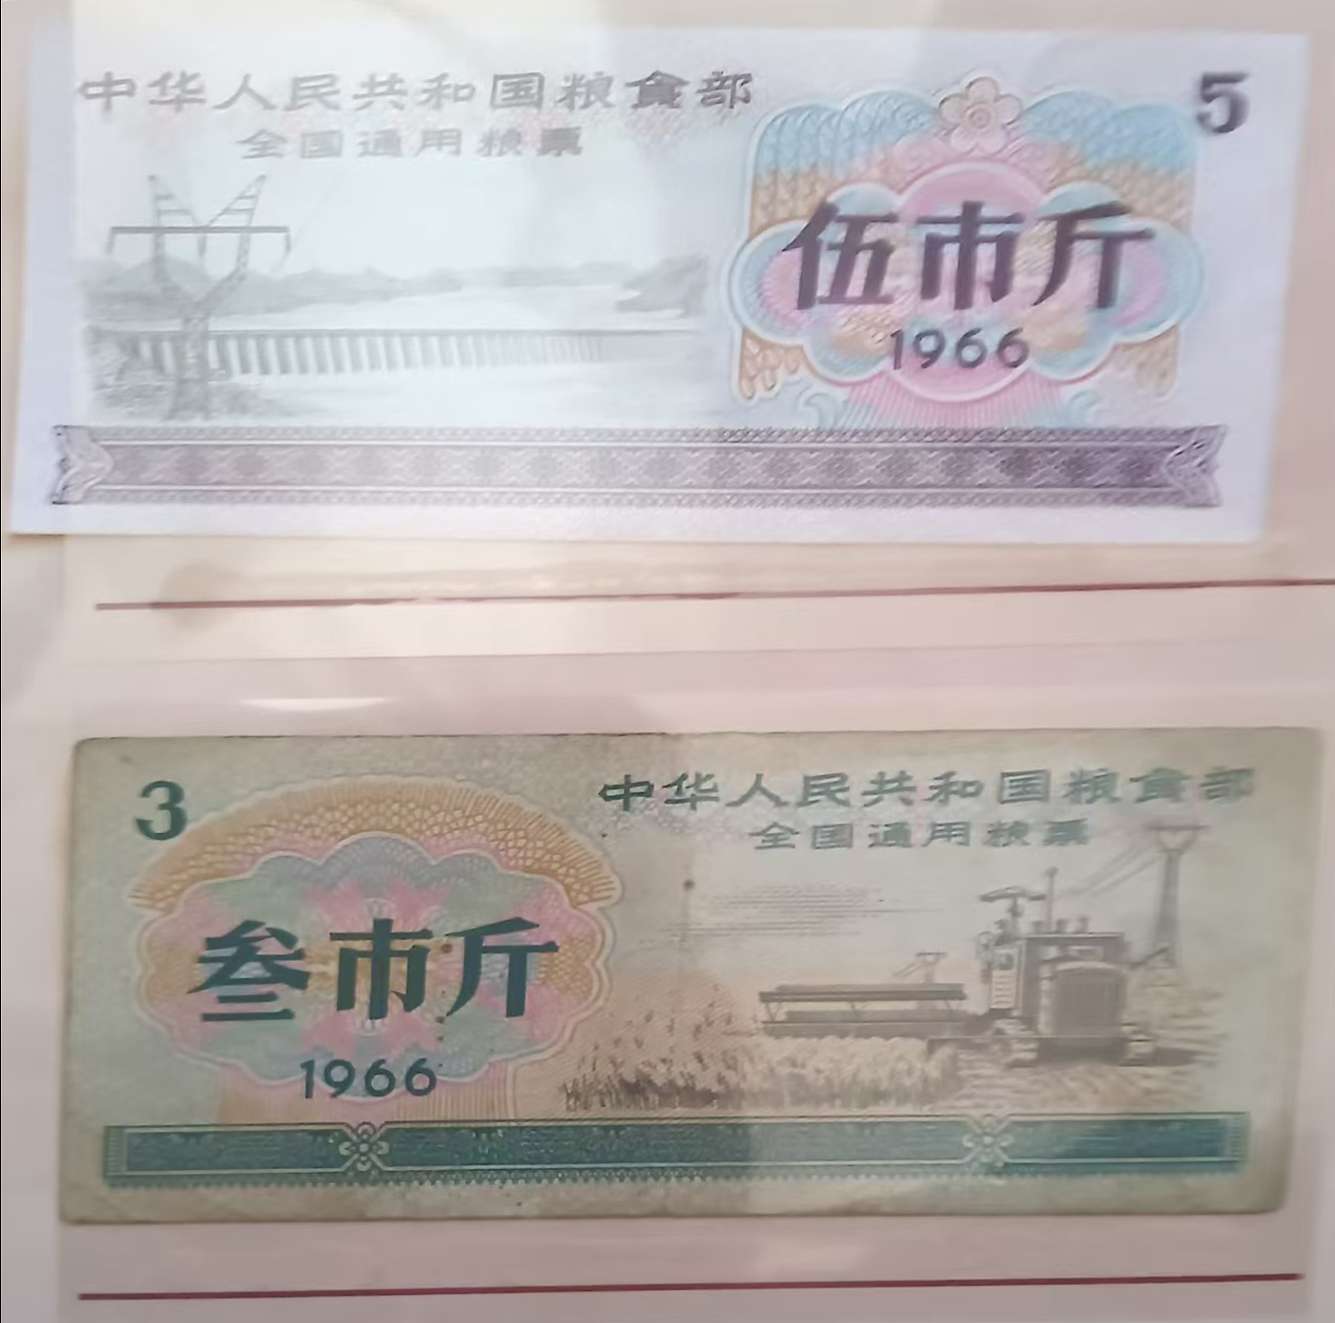 中华人民共和国粮食部
全国通用粮票
5
伍市斤
1966
3
中华人民共和国粮食部
全国通用粮票
叁市斤
1966